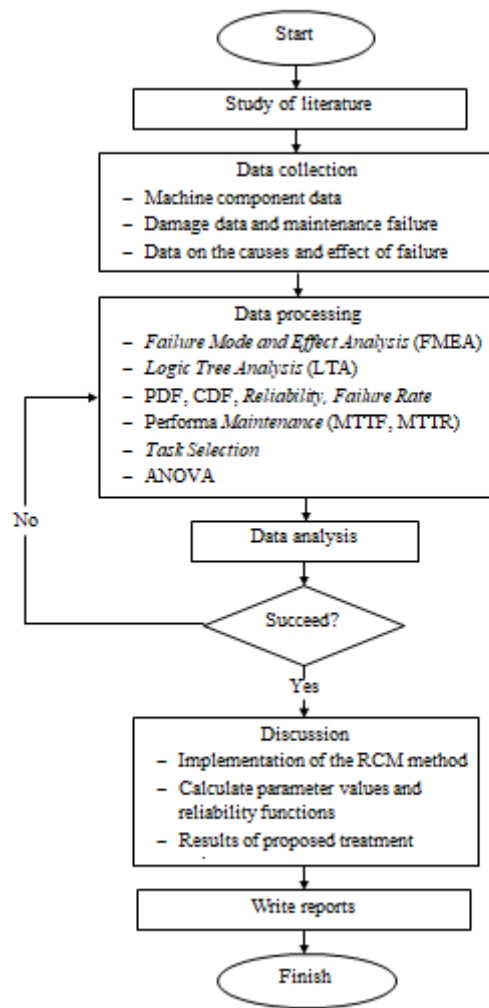 Start
Study of literature
Data collection
– Machine component data
– Damage data and maintenance failure
– Data on the causes and effect of failure
Data processing
– Failure Mode and Effect Analysis (FMEA)
– Logic Tree Analysis (LTA)
– PDF, CDF, Reliability, Failure Rate
– Performa Maintenance (MTTF, MTTR)
– Task Selection
– ANOVA
No
Data analysis
Succeed?
Yes
Discussion
– Implementation of the RCM method
– Calculate parameter values and
reliability functions
– Results of proposed treatment
Write reports
Finish